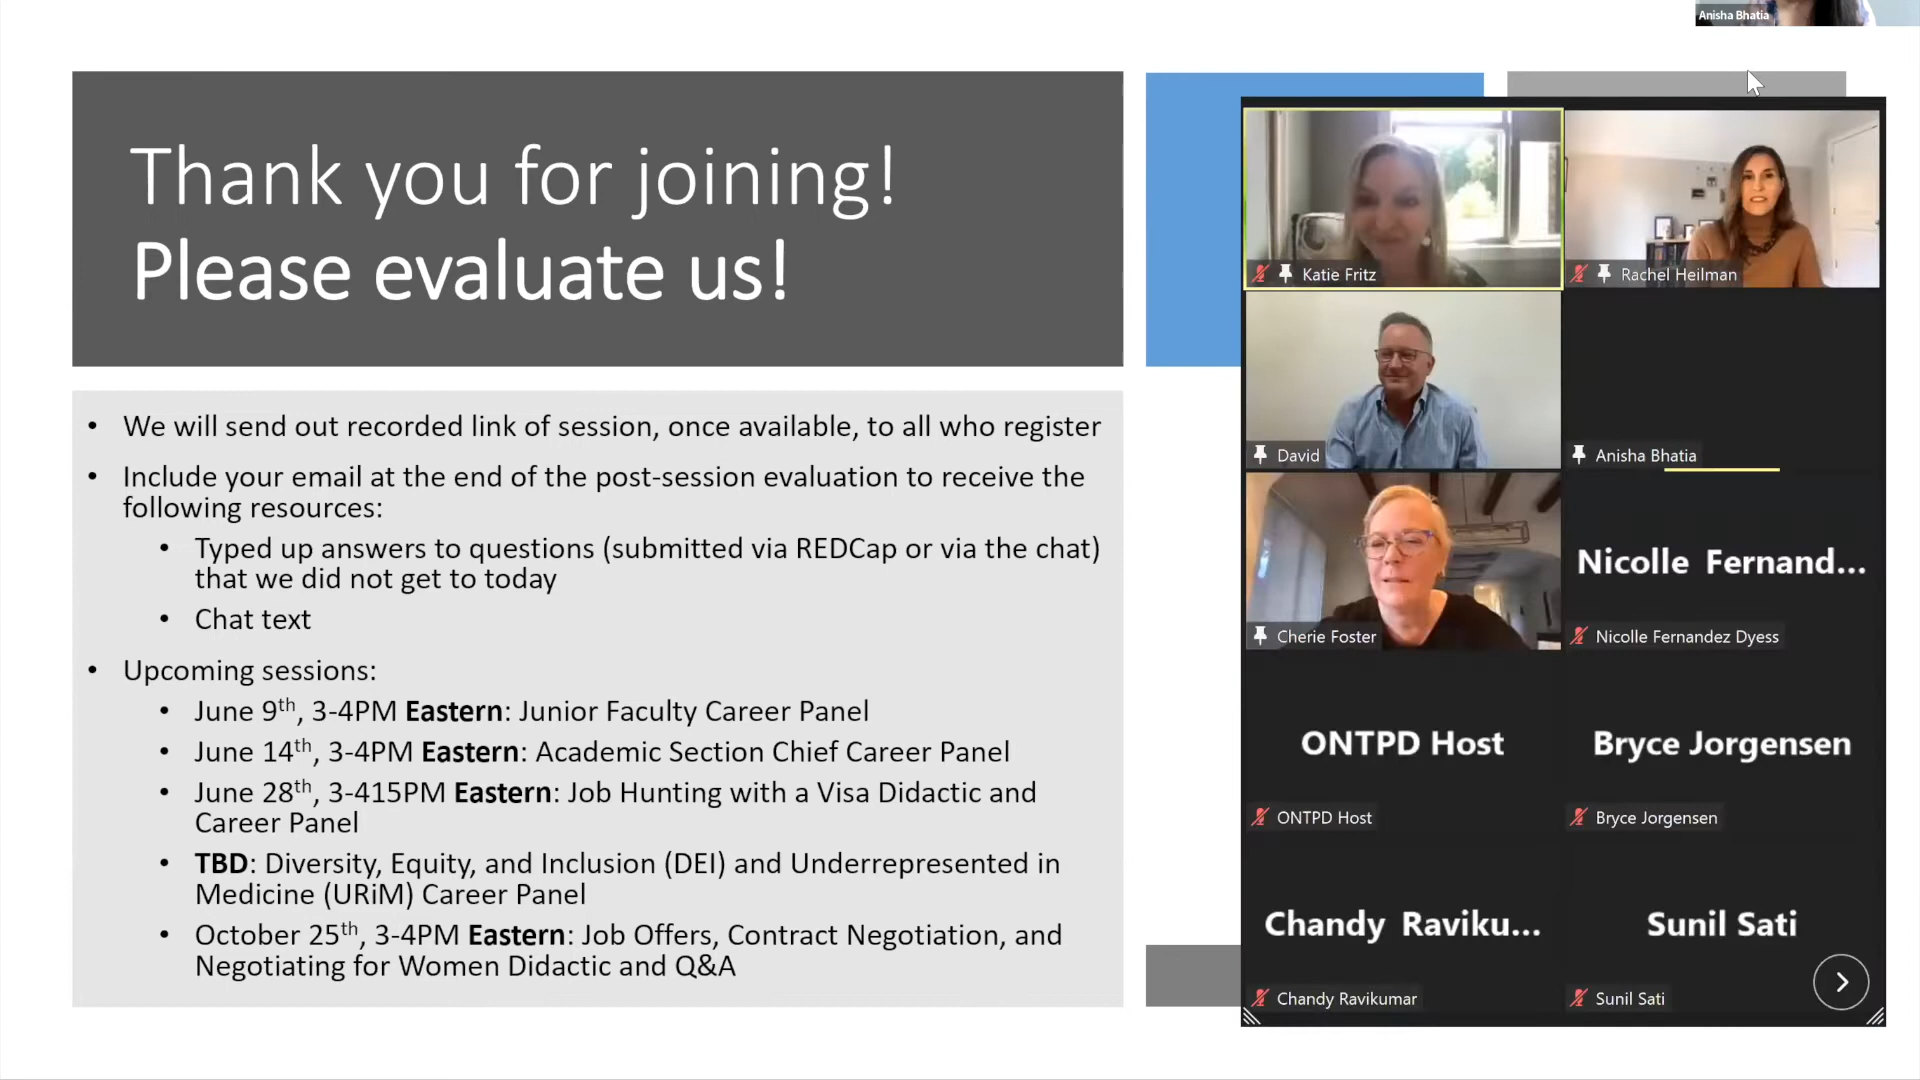 Anisha Bhatia
Thank you for joining!
Please evaluate us!
• We will send out recorded link of session, once available, to all who register
• Include your email at the end of the post-session evaluation to receive the
following resources:
• Typed up answers to questions (submitted via REDCap or via the chat)
that we did not get to today
• Chat text
• Upcoming sessions:
• June 9th, 3-4PM Eastern: Junior Faculty Career Panel
• June 14th, 3-4PM Eastern: Academic Section Chief Career Panel
• June 28th, 3-415PM Eastern: Job Hunting with a Visa Didactic and
Career Panel
• TBD: Diversity, Equity, and Inclusion (DEI) and Underrepresented in
Medicine (URiM) Career Panel
• October 25th, 3-4PM Eastern: Job Offers, Contract Negotiation, and
Negotiating for Women Didactic and Q&A
Katie Fritz
Rachel Heilman
David
Anisha Bhatia
Cherie Foster
Nicolle Fernand...
Nicolle Fernandez Dyess
ONTPD Host
ONTPD Host
Bryce Jorgensen
Bryce Jorgensen
Chandy Raviku...
Chandy Ravikumar
Sunil Sati
Sunil Sati